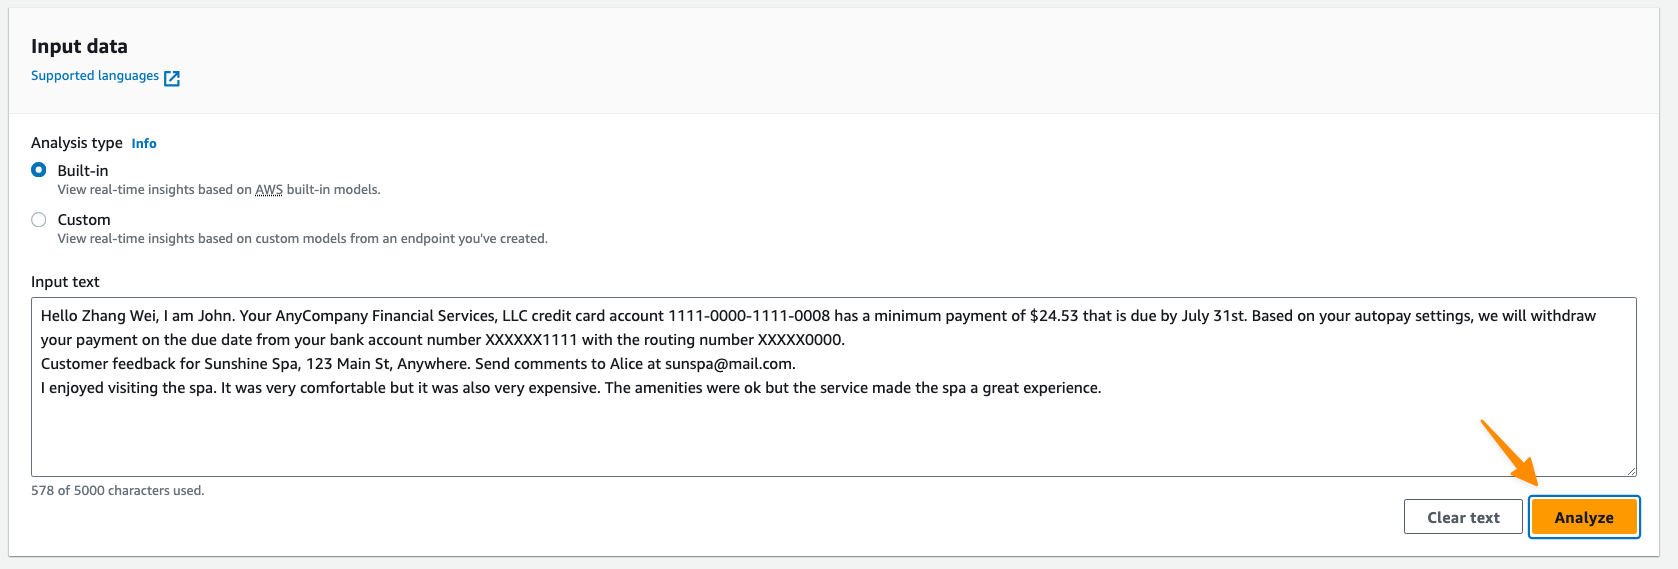 Input data
Supported languages
Analysis type Info
Built-in
View real-time insights based on AWS built-in models.
Custom
View real-time insights based on custom models from an endpoint you've created.
Input text
Hello Zhang Wei, I am John. Your AnyCompany Financial Services, LLC credit card account 1111-0000-1111-0008 has a minimum payment of $24.53 that is due by July 31st. Based on your autopay settings, we will withdraw
your payment on the due date from your bank account number XXXXXX1111 with the routing number XXXXX0000.
Customer feedback for Sunshine Spa, 123 Main St, Anywhere. Send comments to Alice at sunspa@mail.com.
I enjoyed visiting the spa. It was very comfortable but it was also very expensive. The amenities were ok but the service made the spa a great experience.
578 of 5000 characters used.
Clear text Analyze